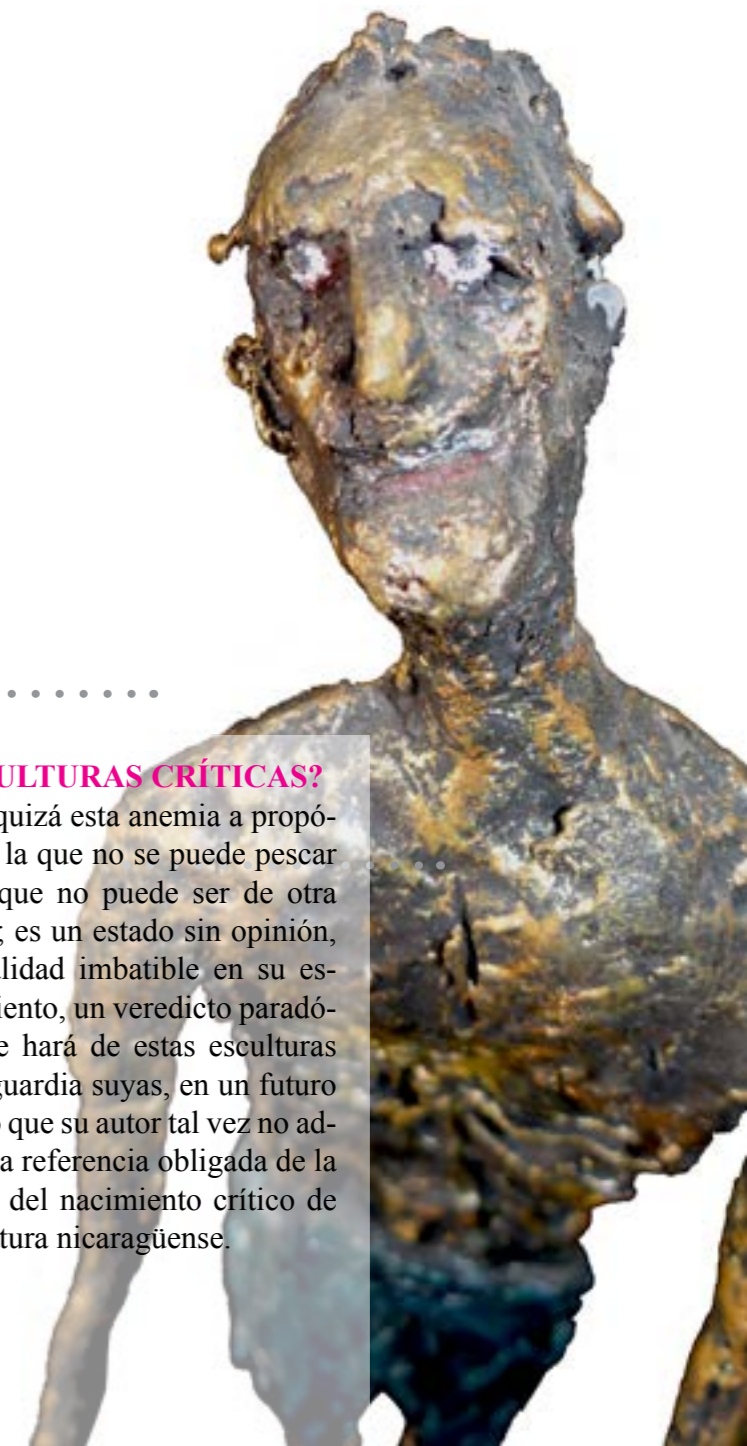 ULTURAS CRÍTICAS?
quizá esta anemia a propó-
la que no se puede pescar
que no puede ser de otra
; es un estado sin opinión,
lidad imbatible en su es-
iento, un veredicto paradó-
e hará de estas esculturas
guardia suyas, en un futuro
o que su autor tal vez no ad-
a referencia obligada de la
del nacimiento crítico de
tura nicaragüense.